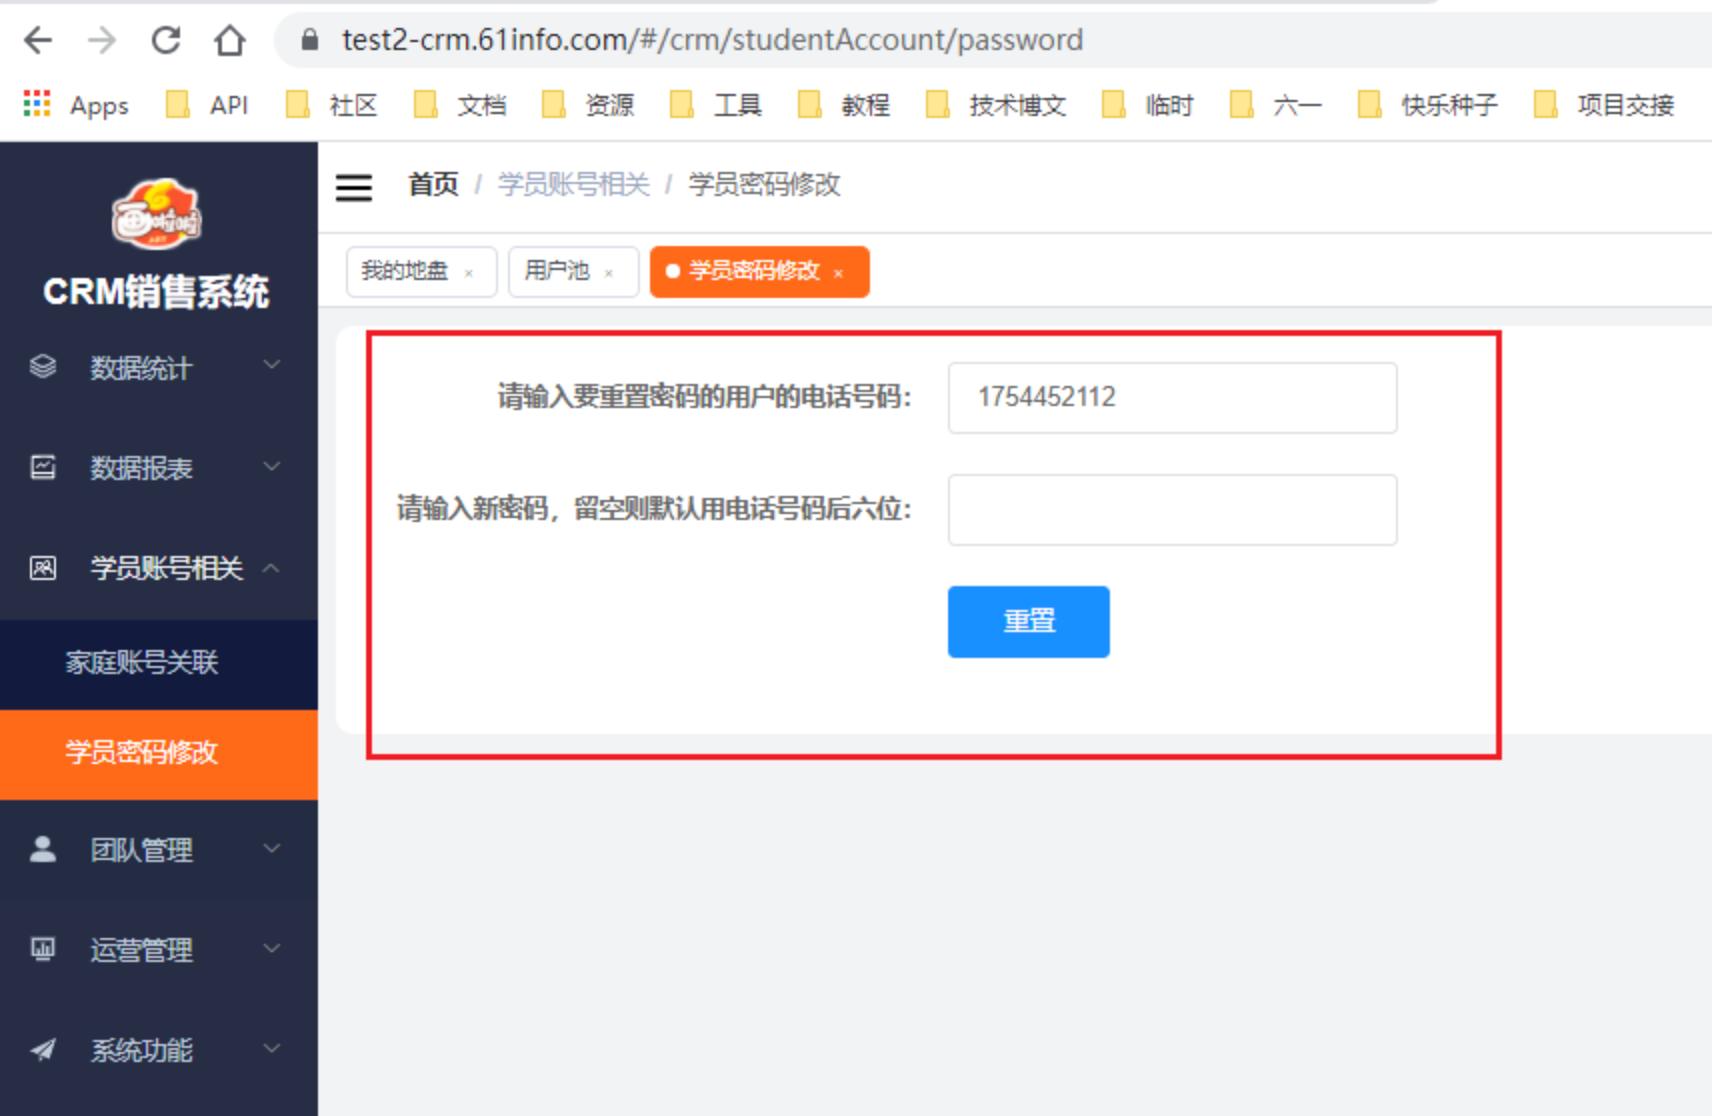 test2-crm.61info.com/#/crm/studentAccount/password
Apps API 社区 文档 资源 工具 教程 技术博文 临时 六一 快乐种子 项目交接
CRM销售系统
数据统计
数据报表
学员账号相关
家庭账号关联
学员密码修改
团队管理
运营管理
系统功能
首页 / 学员账号相关 / 学员密码修改
我的地盘 × 用户池 × 学员密码修改 ×
请输入要重置密码的用户的电话号码： 1754452112
请输入新密码，留空则默认用电话号码后六位：
重置